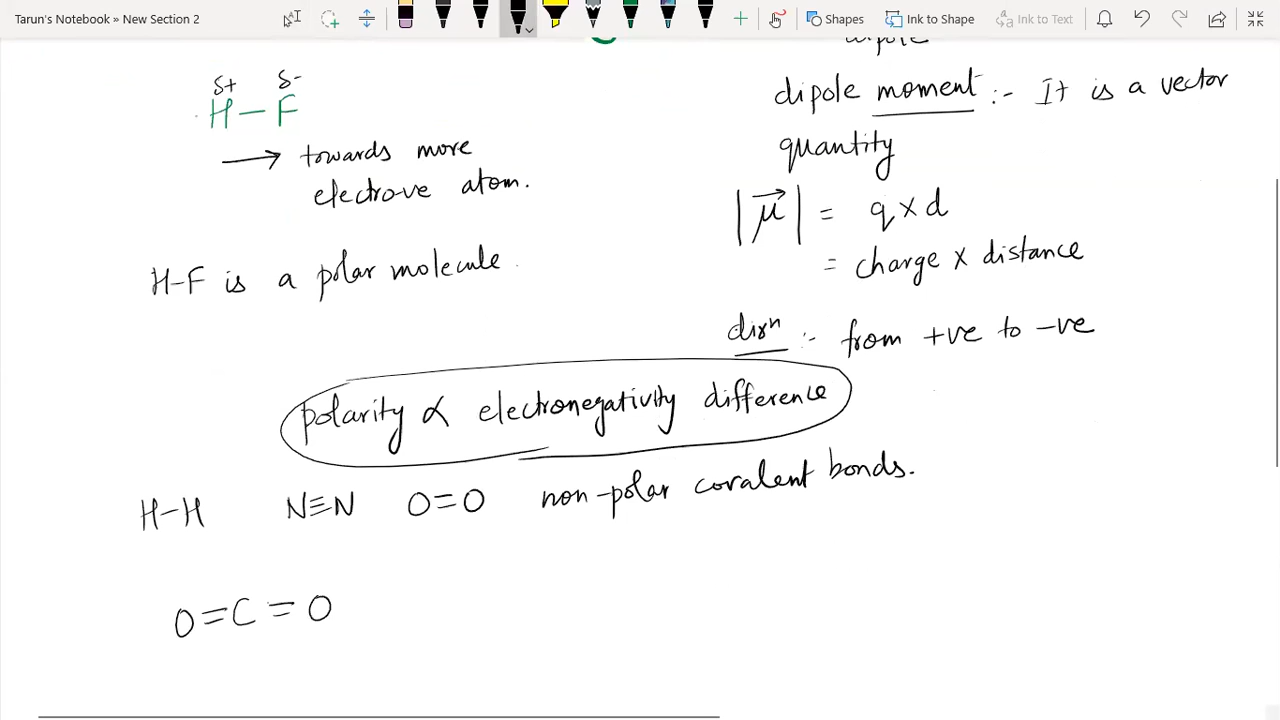 Tarun's Notebook » New Section 2
Shapes
Ink to Shape
Ink to Text
δ+ δ-
H – F
→ towards more
electrove atom.
H-F is a polar molecule.
dipole
dipole moment :- It is a vector
quantity
|μ⃗| = q × d
= charge × distance
dirⁿ :- from +ve to -ve
polarity ∝ electronegativity difference
H-H N≡N O=O non-polar covalent bonds.
O=C=O